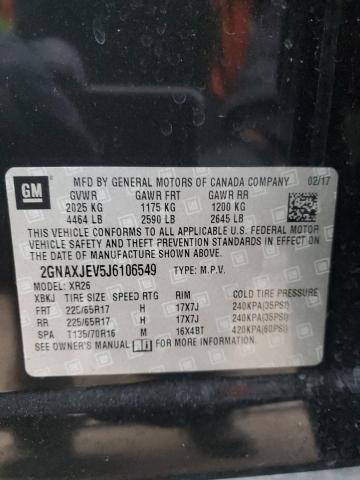 GM
MFD BY GENERAL MOTORS OF CANADA COMPANY 02/17
GVWR GAWR FRT GAWR RR
2025 KG 1175 KG 1200 KG
4464 LB 2590 LB 2645 LB
THIS VEHICLE CONFORMS TO ALL APPLICABLE U.S. FEDERAL MOTOR VEHICLE SAFETY, BUMPER, AND THEFT PREVENTION STANDARDS IN EFFECT ON THE
DATE OF MANUFACTURE SHOWN ABOVE.
2GNAXJEV5J6106549 TYPE: M.P.V.
MODEL: XR26
XBKJ TIRE SIZE SPEED RTG RIM COLD TIRE PRESSURE
FRT 225/65R17 H 17X7J 240KPA(35PSI)
RR 225/65R17 H 17X7J 240KPA(35PSI)
SPA T135/70R16 M 16X4BT 420KPA(60PSI)
SEE OWNER'S MANUAL FOR MORE INFORMATION